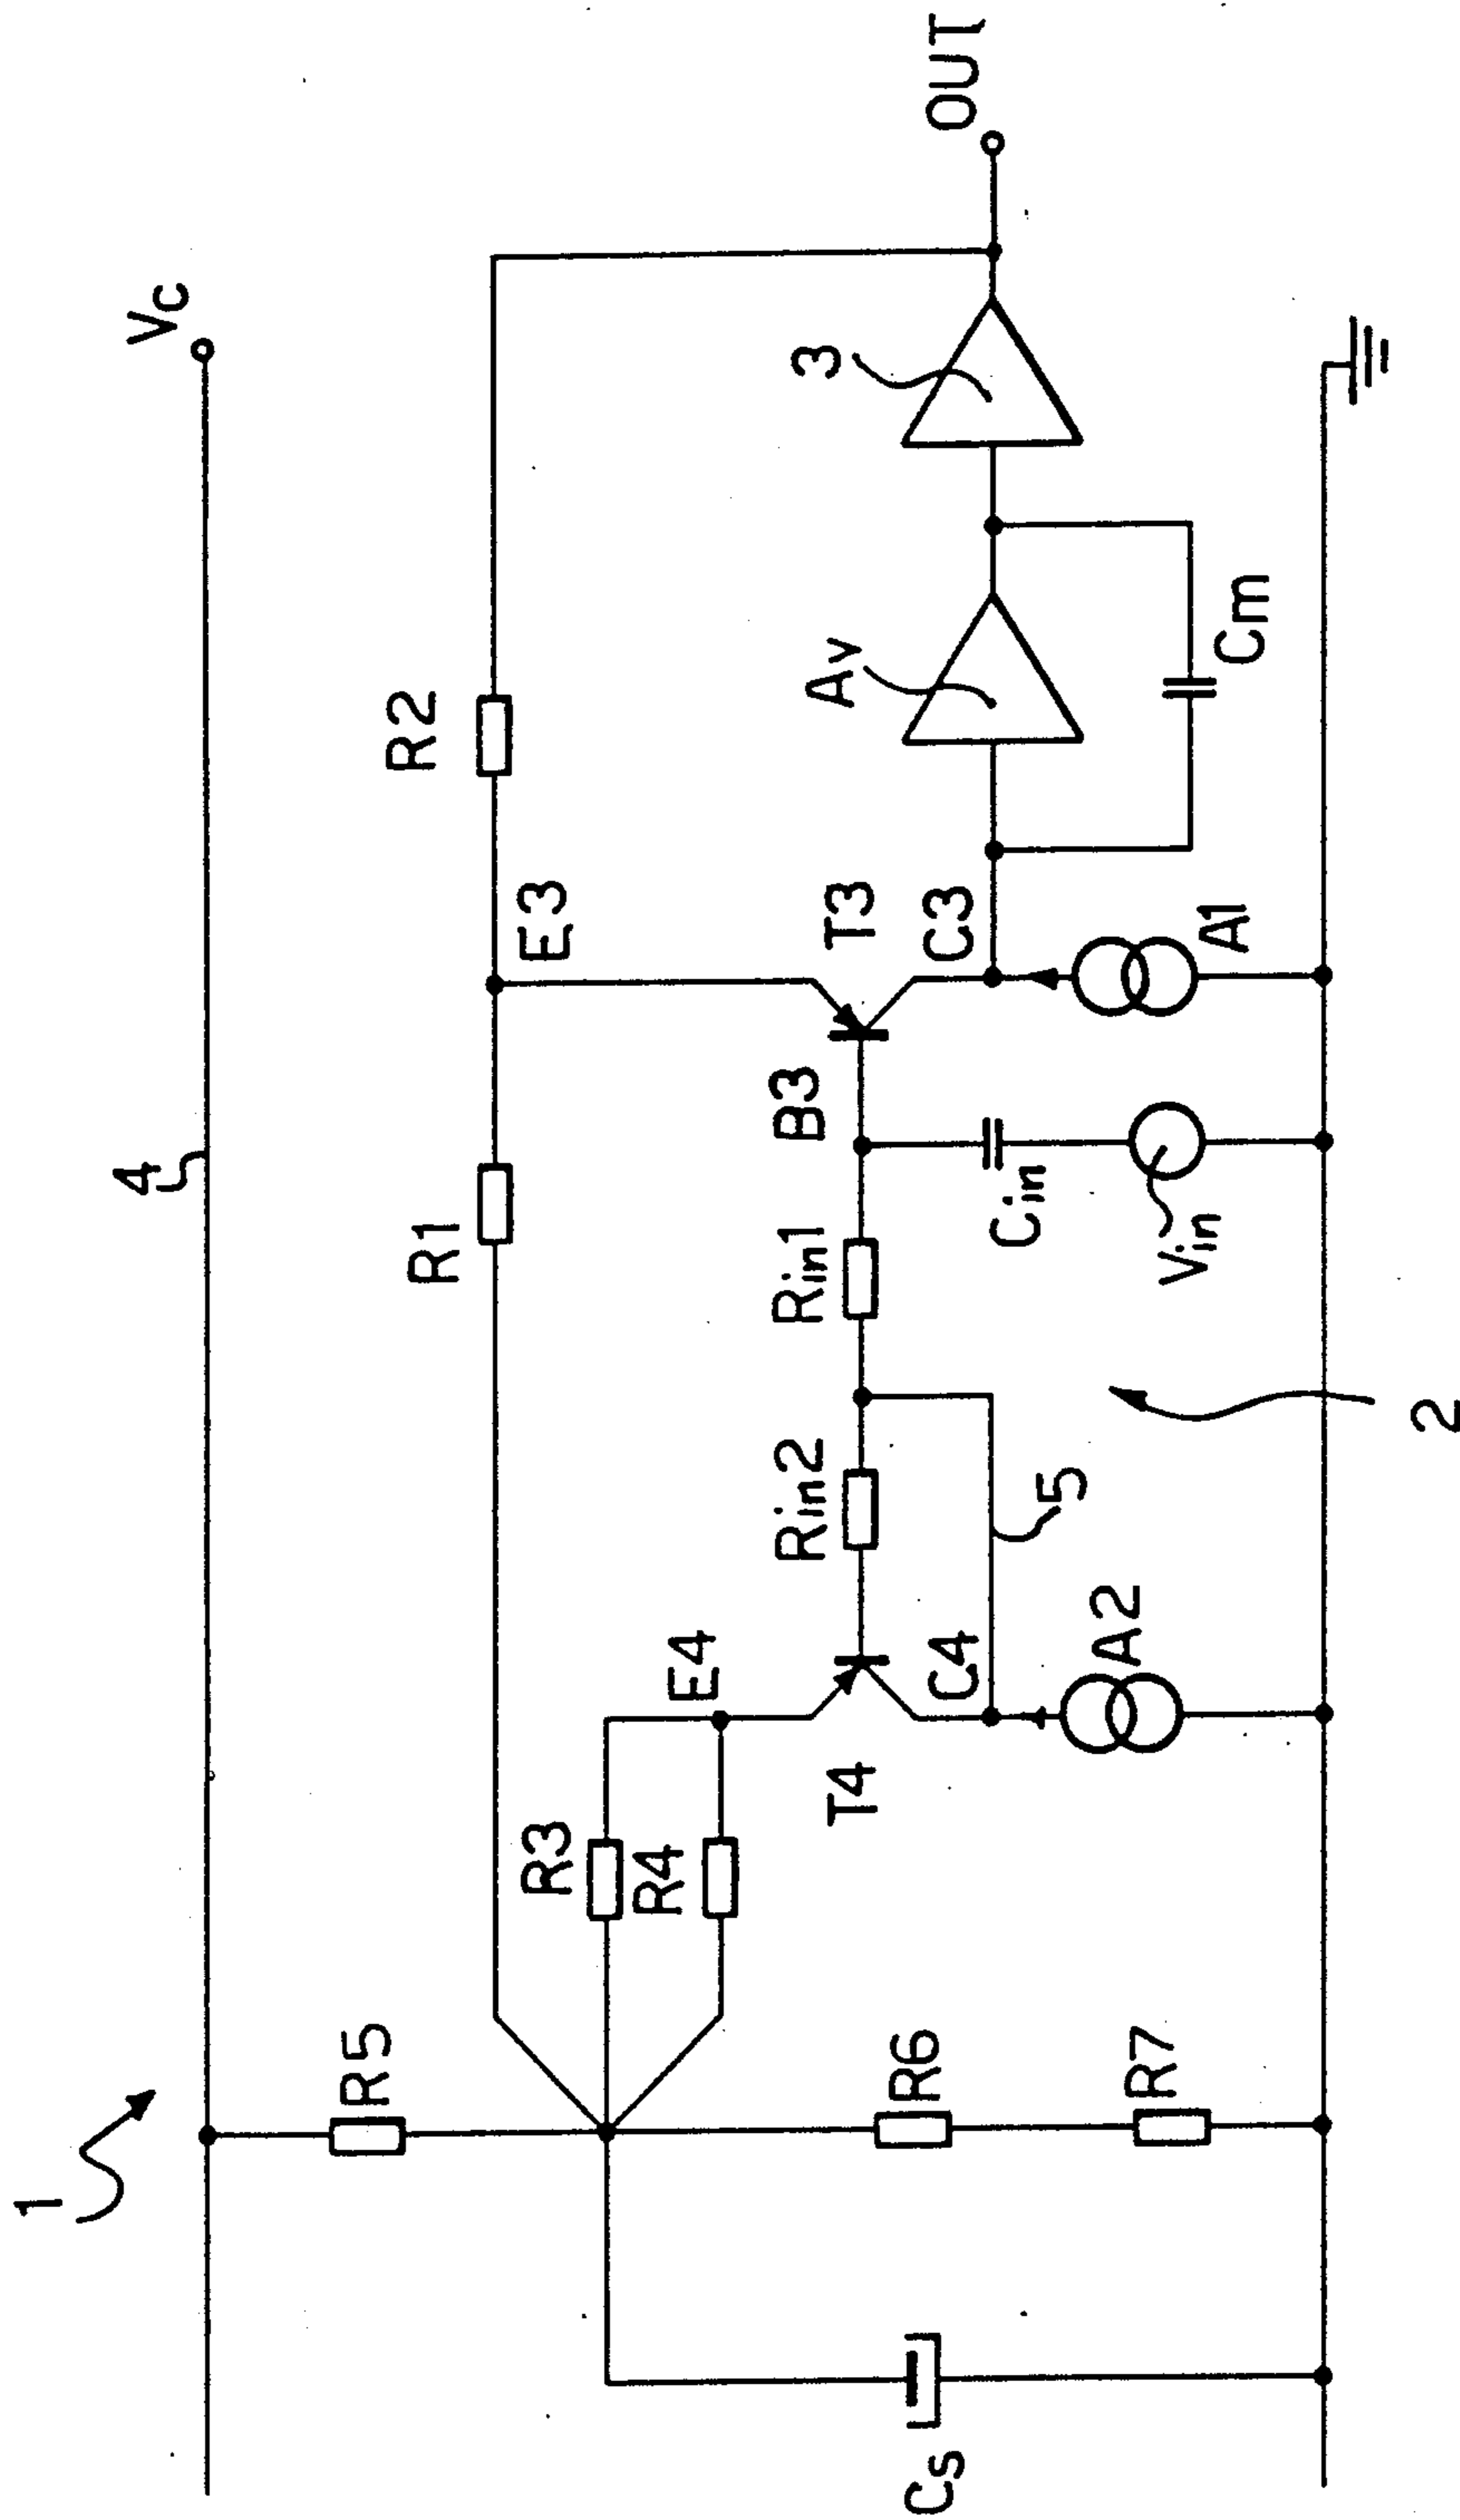 1
4
Vc
R5
R1
R2
E3
R3
R4
E4
T4
Rin2
Rin1
B3
T3
Av
3
OUT
Cs
R6
R7
C4
A2
5
Cin
Vin
C3
A1
Cm
2